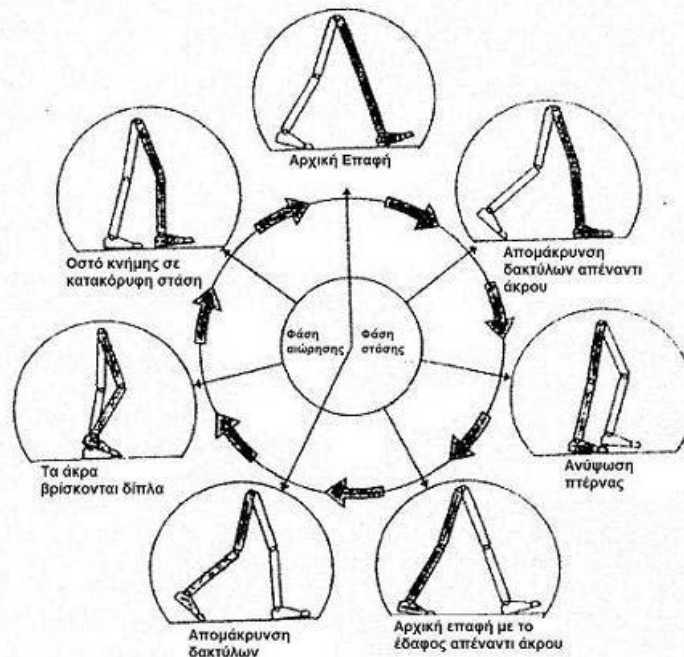 Αρχική Επαφή
Απομάκρυνση
δακτύλων απέναντι
άκρου
Ανύψωση
πτέρνας
Αρχική επαφή με το
έδαφος απέναντι άκρου
Απομάκρυνση
δακτύλων
Τα άκρα
βρίσκονται δίπλα
Οστό κνήμης σε
κατακόρυφη στάση
Φάση
αιώρησης
Φάση
στάσης